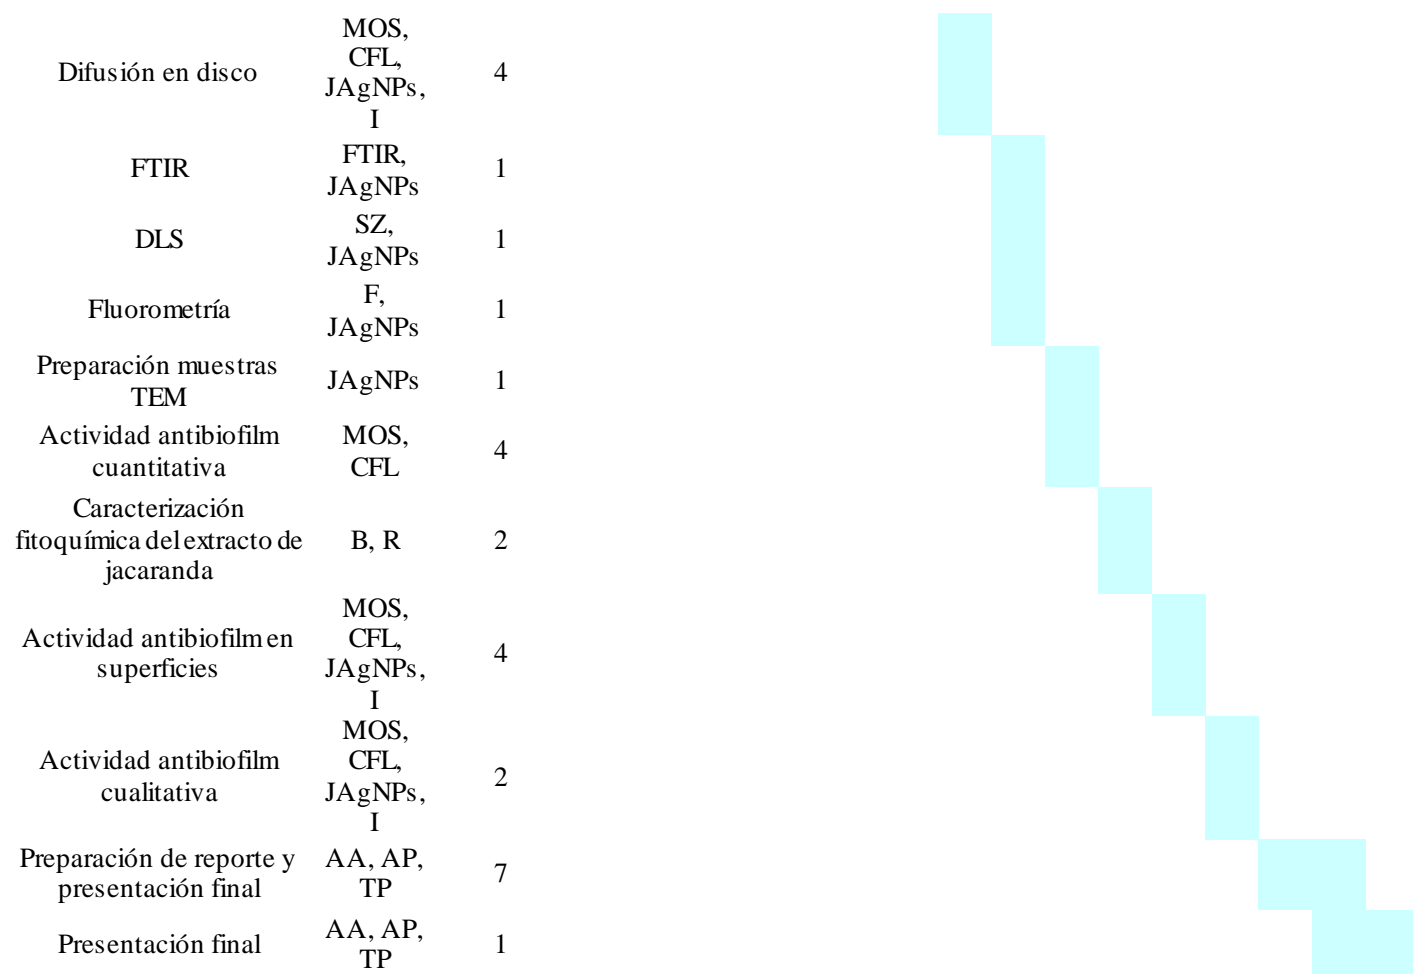 Difusión en disco
MOS,
CFL,
JAgNPs,
I
4
FTIR
FTIR,
JAgNPs
1
DLS
SZ,
JAgNPs
1
Fluorometría
F,
JAgNPs
1
Preparación muestras
TEM
JAgNPs
1
Actividad antibiofilm
cuantitativa
MOS,
CFL
4
Caracterización
fitoquímica del extracto de
jacaranda
B, R
2
Actividad antibiofilm en
superficies
MOS,
CFL,
JAgNPs,
I
4
Actividad antibiofilm
cualitativa
MOS,
CFL,
JAgNPs,
I
2
Preparación de reporte y
presentación final
AA, AP,
TP
7
Presentación final
AA, AP,
TP
1